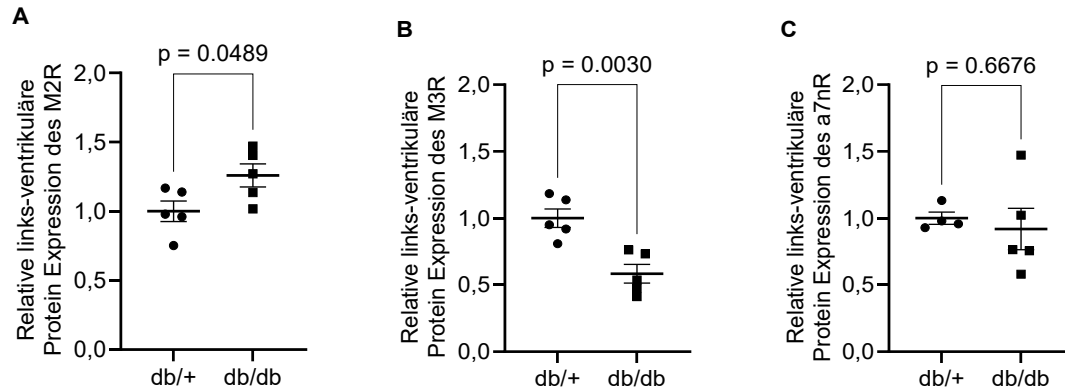 A
p = 0.0489
Relative links-ventrikuläre
Protein Expression des M2R
2,0
1,5
1,0
0,5
0,0
db/+ db/db
B
p = 0.0030
Relative links-ventrikuläre
Protein Expression des M3R
2,0
1,5
1,0
0,5
0,0
db/+ db/db
C
p = 0.6676
Relative links-ventrikuläre
Protein Expression des a7nR
2,0
1,5
1,0
0,5
0,0
db/+ db/db